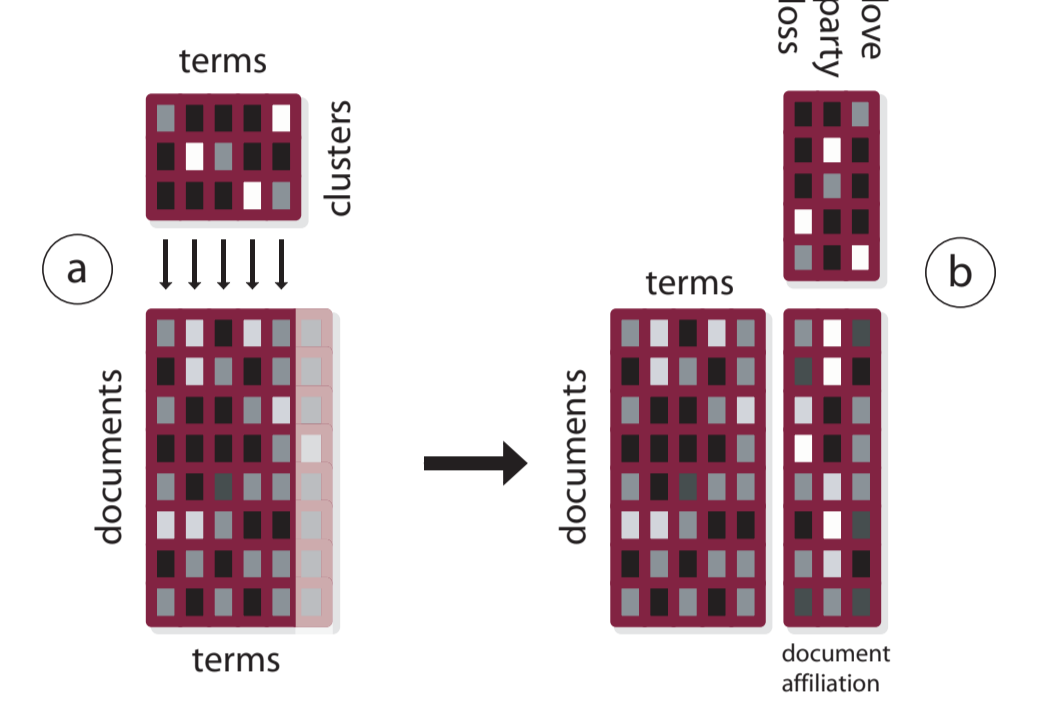 terms
clusters
a
documents
terms
loss
party
love
b
terms
documents
document
affiliation